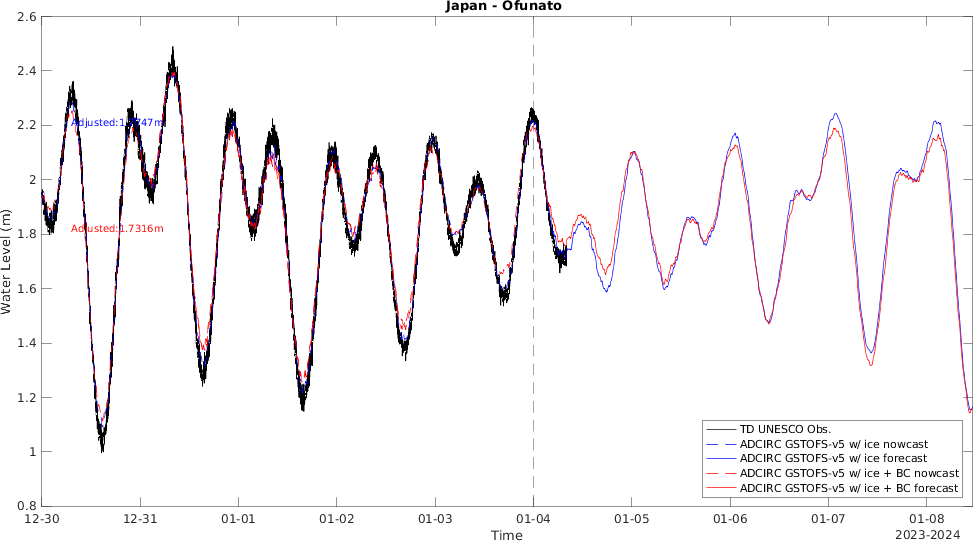 Japan - Ofunato
Water Level (m)
2.6
2.4
2.2
2
1.8
1.6
1.4
1.2
1
0.8
Adjusted:1.7316m
TD UNESCO Obs.
ADCIRC GSTOFS-v5 w/ ice nowcast
ADCIRC GSTOFS-v5 w/ ice forecast
ADCIRC GSTOFS-v5 w/ ice + BC nowcast
ADCIRC GSTOFS-v5 w/ ice + BC forecast
12-30 12-31 01-01 01-02 01-03 01-04 01-05 01-06 01-07 01-08
Time
2023-2024